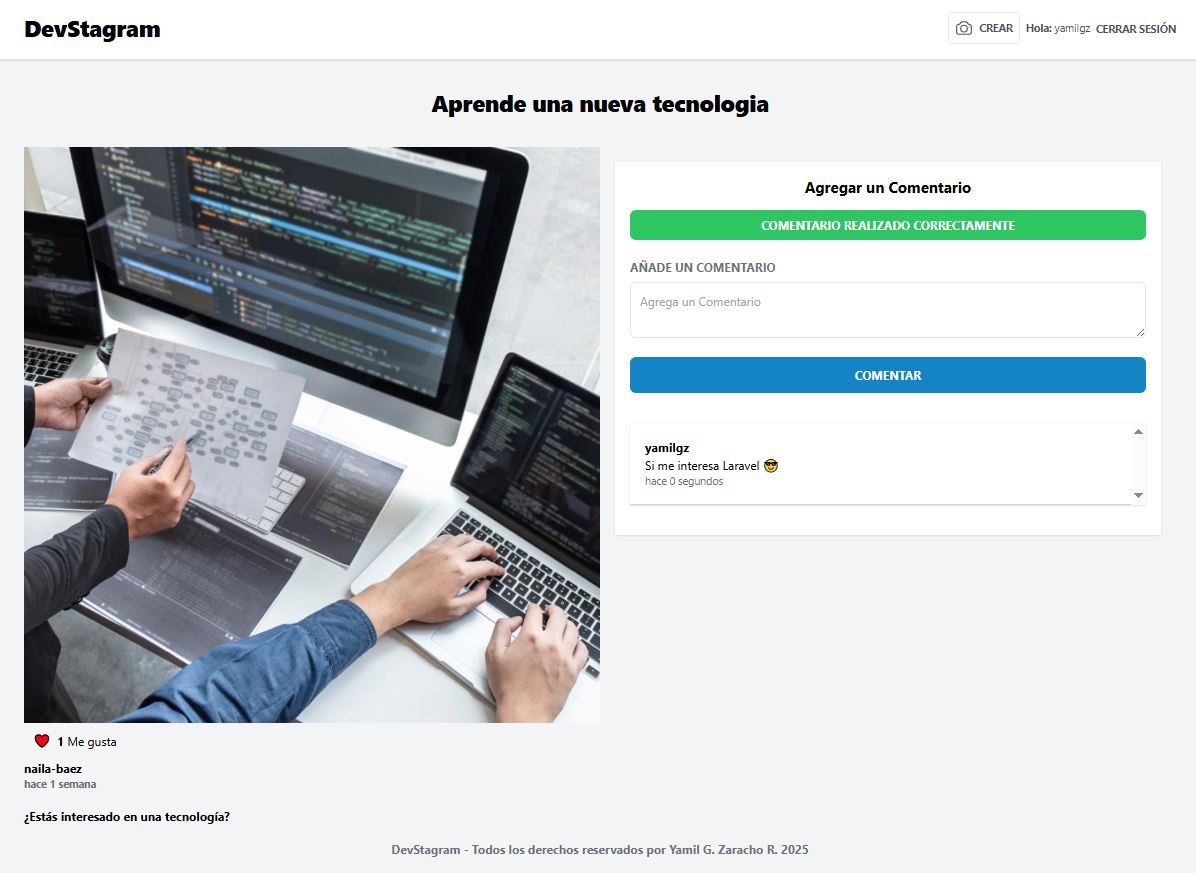 DevStagram
CREAR Hola: yamilgz CERRAR SESIÓN
Aprende una nueva tecnologia
Agregar un Comentario
COMENTARIO REALIZADO CORRECTAMENTE
AÑADE UN COMENTARIO
Agrega un Comentario
COMENTAR
yamilgz
Si me interesa Laravel 😎
hace 0 segundos
1 Me gusta
naila-baez
hace 1 semana
¿Estás interesado en una tecnología?
DevStagram - Todos los derechos reservados por Yamil G. Zaracho R. 2025